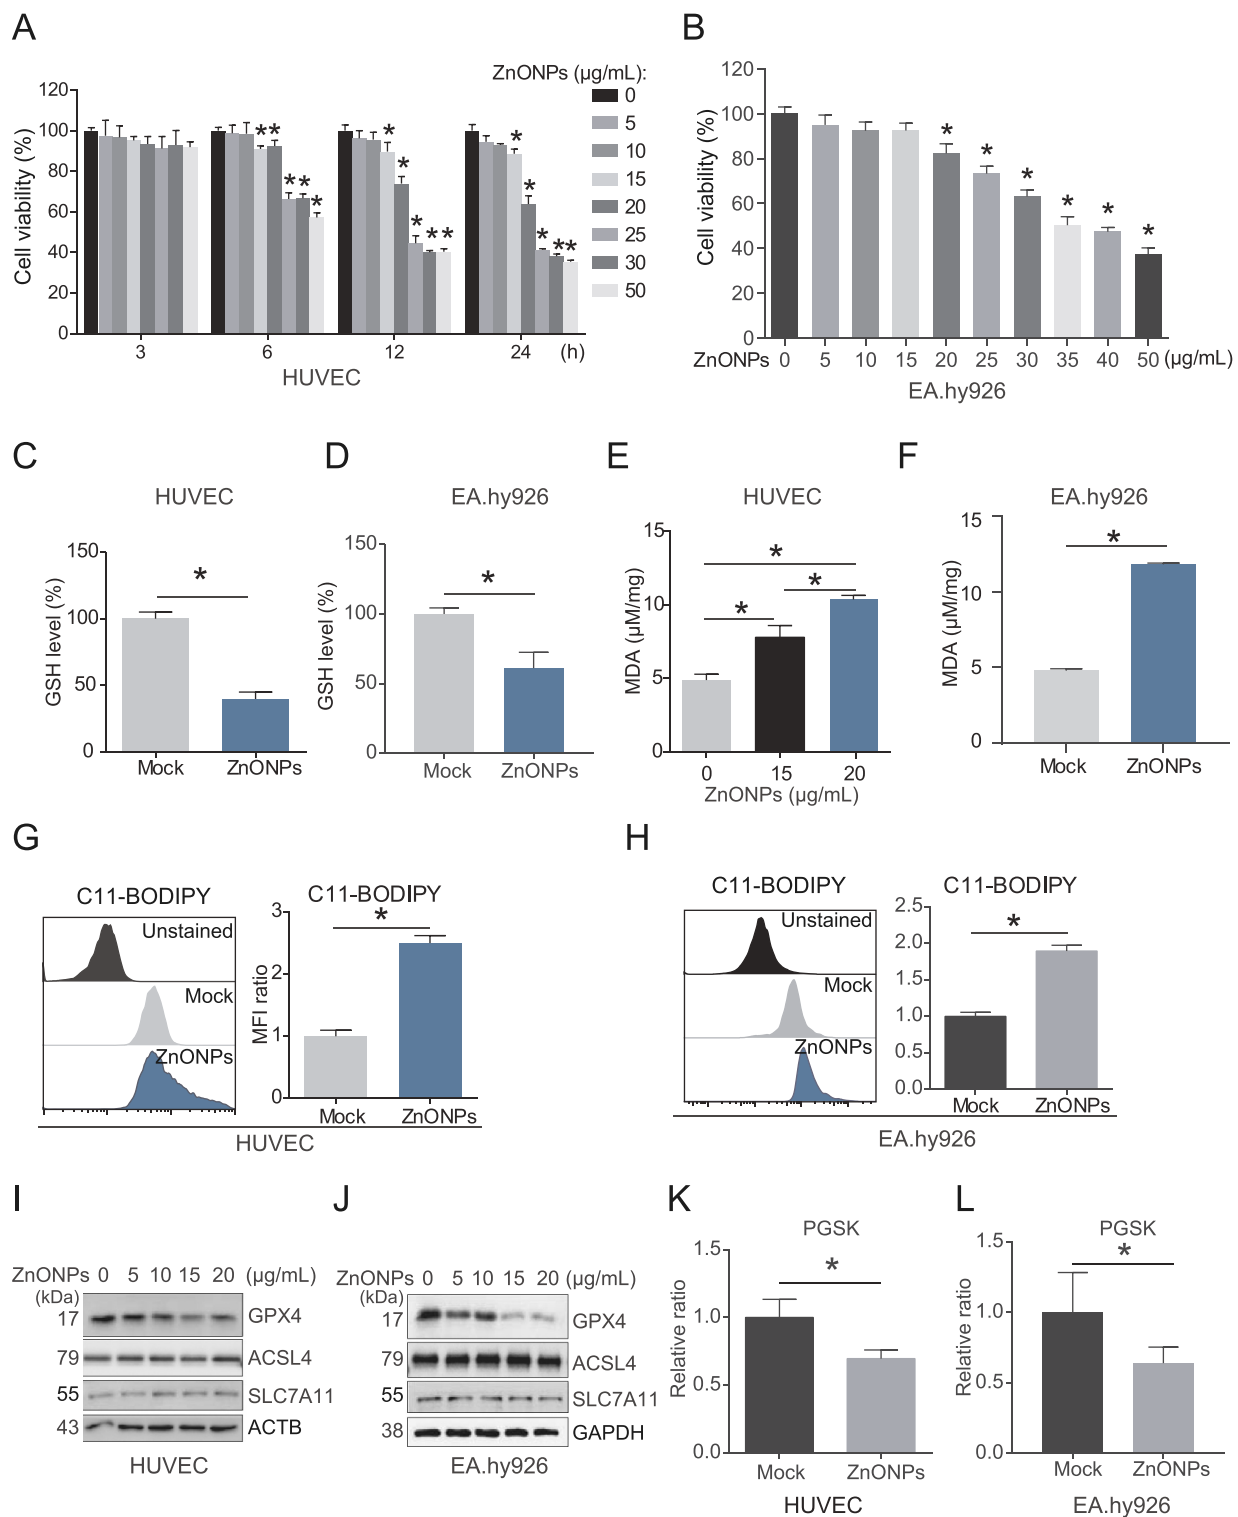 A
ZnONPs (µg/mL):
0
5
10
15
20
25
30
50
Cell viability (%)
120
100
80
60
40
20
0
* *
* * *
*
*
*
* *
*
*
*
* *
3 6 12 24 (h)
HUVEC
B
Cell viability (%)
120
100
80
60
40
20
0
* * * * * *
ZnONPs 0 5 10 15 20 25 30 35 40 50 (µg/mL)
EA.hy926
C
HUVEC
GSH level (%)
150
100
50
0
*
Mock ZnONPs
D
EA.hy926
GSH level (%)
150
100
50
0
*
Mock ZnONPs
E
HUVEC
MDA (µM/mg)
15
10
5
0
*
*
*
0 15 20
ZnONPs (µg/mL)
F
EA.hy926
MDA (µM/mg)
15
10
5
0
*
Mock ZnONPs
G
C11-BODIPY
Unstained
Mock
ZnONPs
C11-BODIPY
MFI ratio
3
2
1
0
*
Mock ZnONPs
HUVEC
H
C11-BODIPY
Unstained
Mock
ZnONPs
C11-BODIPY
2.5
2.0
1.5
1.0
0.5
0.0
*
Mock ZnONPs
EA.hy926
I
ZnONPs 0 5 10 15 20 (µg/mL)
(kDa)
17 GPX4
79 ACSL4
55 SLC7A11
43 ACTB
HUVEC
J
ZnONPs 0 5 10 15 20 (µg/mL)
(kDa)
17 GPX4
79 ACSL4
55 SLC7A11
38 GAPDH
EA.hy926
K
PGSK
Relative ratio
1.5
1.0
0.5
0.0
*
Mock ZnONPs
HUVEC
L
PGSK
Relative ratio
1.5
1.0
0.5
0.0
*
Mock ZnONPs
EA.hy926